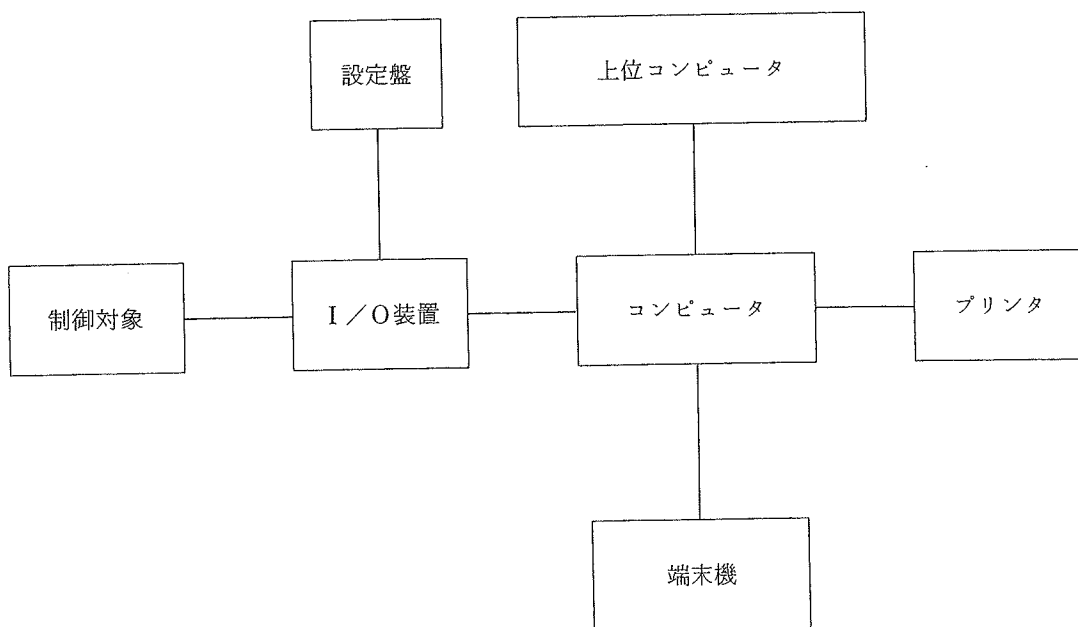 設定盤
上位コンピュータ
制御対象
Ｉ／Ｏ装置
コンピュータ
プリンタ
端末機